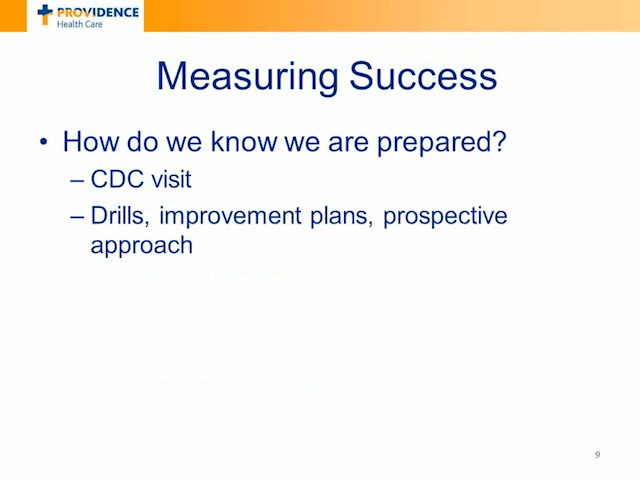 PROVIDENCE
Health Care
Measuring Success
• How do we know we are prepared?
– CDC visit
– Drills, improvement plans, prospective
approach
9